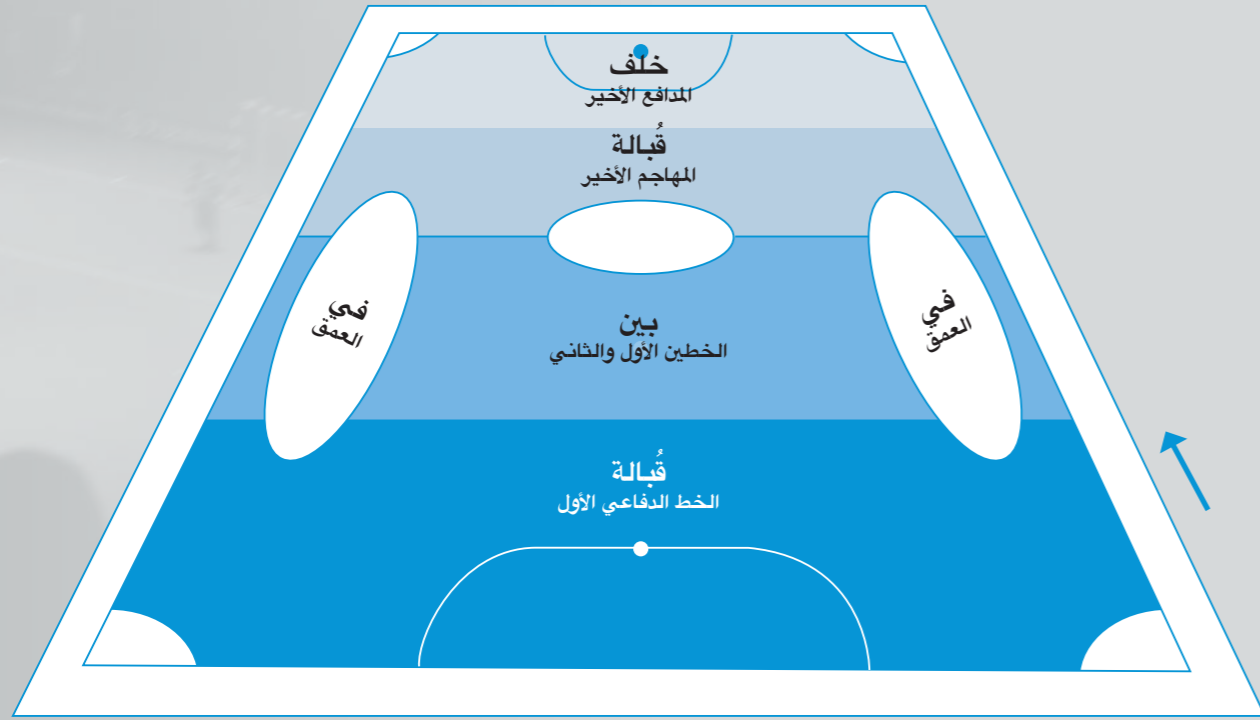 خلف
المدافع الأخير
قُبالة
المهاجم الأخير
في
العمق
في
العمق
بين
الخطين الأول والثاني
قُبالة
الخط الدفاعي الأول